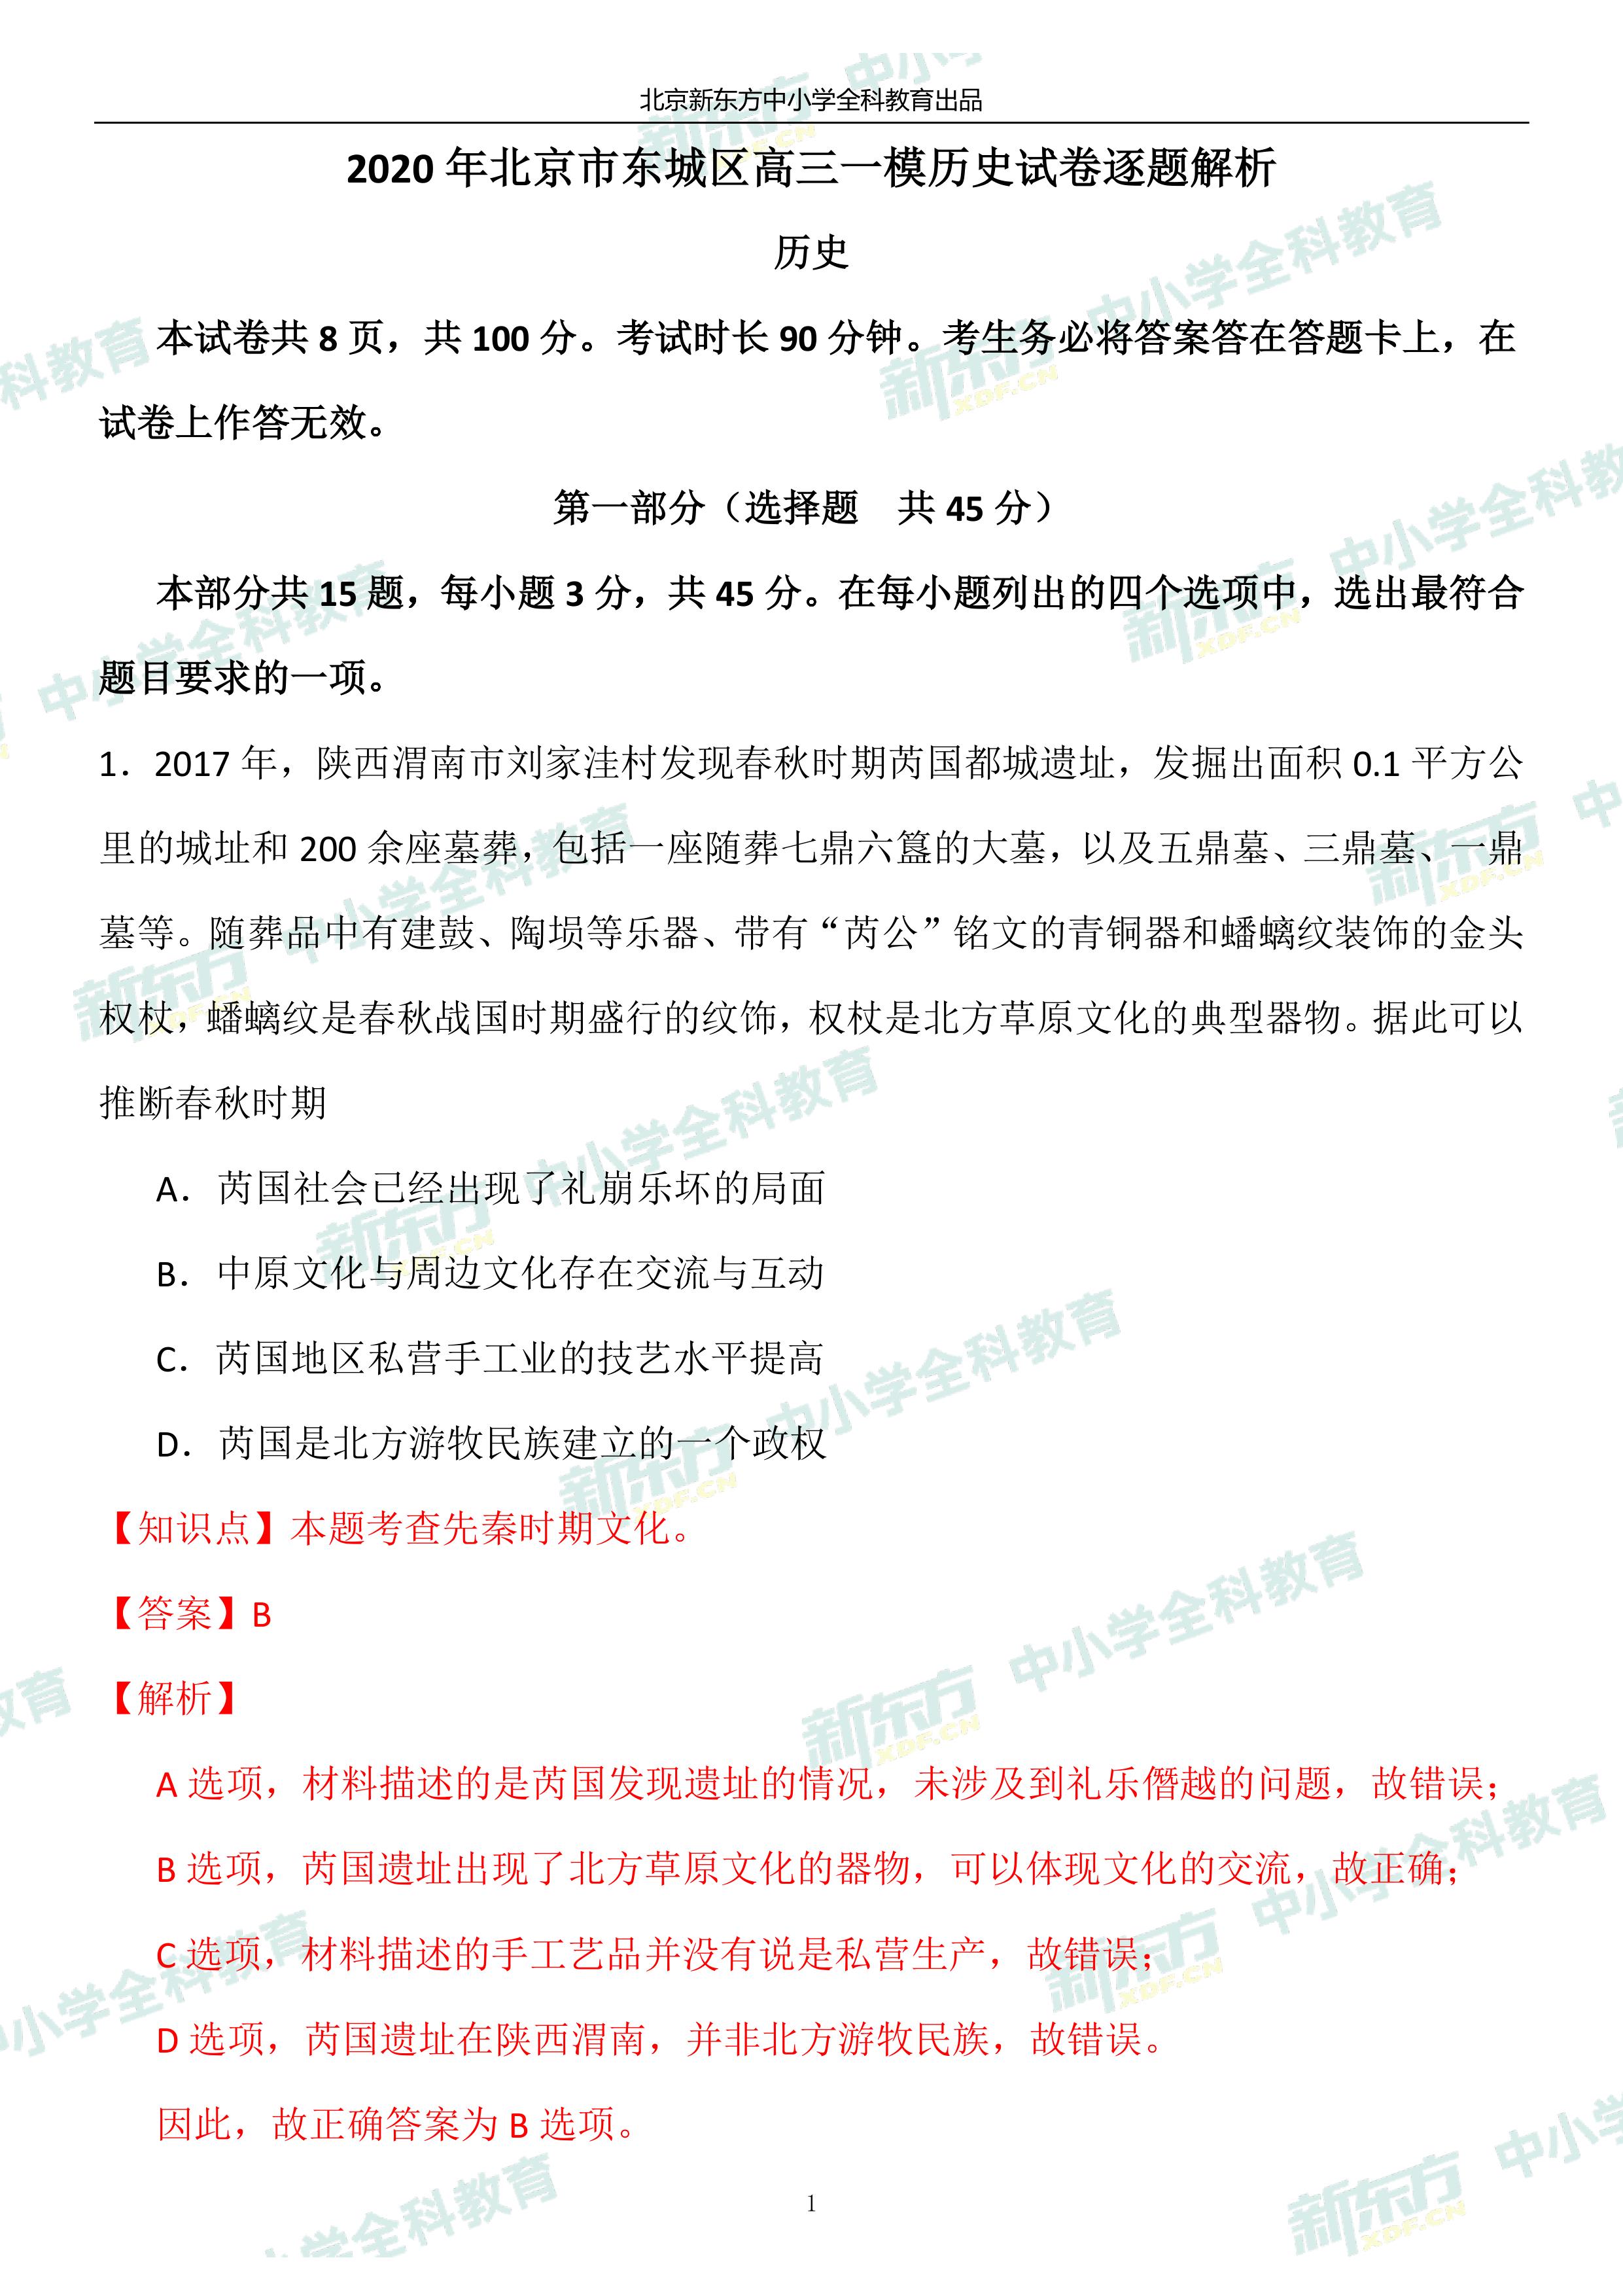 北京新东方中小学全科教育出品
2020 年北京市东城区高三一模历史试卷逐题解析
历史
本试卷共 8 页，共 100 分。考试时长 90 分钟。考生务必将答案答在答题卡上，在
试卷上作答无效。
第一部分（选择题　共 45 分）
本部分共 15 题，每小题 3 分，共 45 分。在每小题列出的四个选项中，选出最符合
题目要求的一项。
1．2017 年，陕西渭南市刘家洼村发现春秋时期芮国都城遗址，发掘出面积 0.1 平方公
里的城址和 200 余座墓葬，包括一座随葬七鼎六簋的大墓，以及五鼎墓、三鼎墓、一鼎
墓等。随葬品中有建鼓、陶埙等乐器、带有“芮公”铭文的青铜器和蟠螭纹装饰的金头
权杖，蟠螭纹是春秋战国时期盛行的纹饰，权杖是北方草原文化的典型器物。据此可以
推断春秋时期
A．芮国社会已经出现了礼崩乐坏的局面
B．中原文化与周边文化存在交流与互动
C．芮国地区私营手工业的技艺水平提高
D．芮国是北方游牧民族建立的一个政权
【知识点】本题考查先秦时期文化。
【答案】B
【解析】
A 选项，材料描述的是芮国发现遗址的情况，未涉及到礼乐僭越的问题，故错误；
B 选项，芮国遗址出现了北方草原文化的器物，可以体现文化的交流，故正确；
C 选项，材料描述的手工艺品并没有说是私营生产，故错误；
D 选项，芮国遗址在陕西渭南，并非北方游牧民族，故错误。
因此，故正确答案为 B 选项。
1
新东方 XDF.CN 中小学全科教育